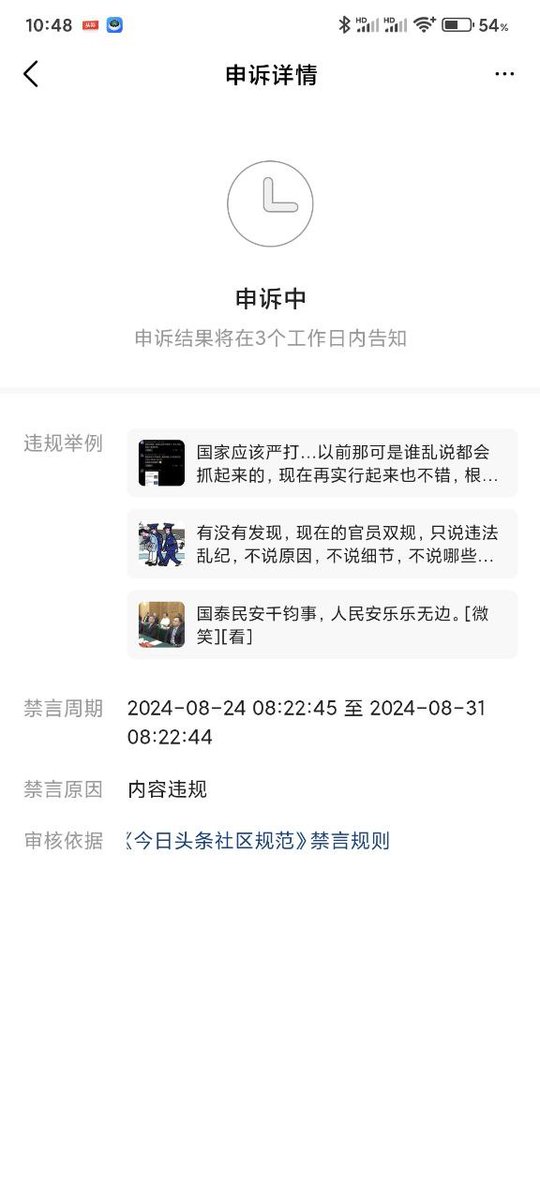 10:48
头条
HD
HD
54%
申诉详情
申诉中
申诉结果将在3个工作日内告知
违规举例
国家应该严打...以前那可是谁乱说都会
抓起来的，现在再实行起来也不错，根...
有没有发现，现在的官员双规，只说违法
乱纪，不说原因，不说细节，不说哪些...
国泰民安千钧事，人民安乐乐无边。[微
笑][看]
禁言周期
2024-08-24 08:22:45 至 2024-08-31
08:22:44
禁言原因
内容违规
审核依据
《今日头条社区规范》禁言规则